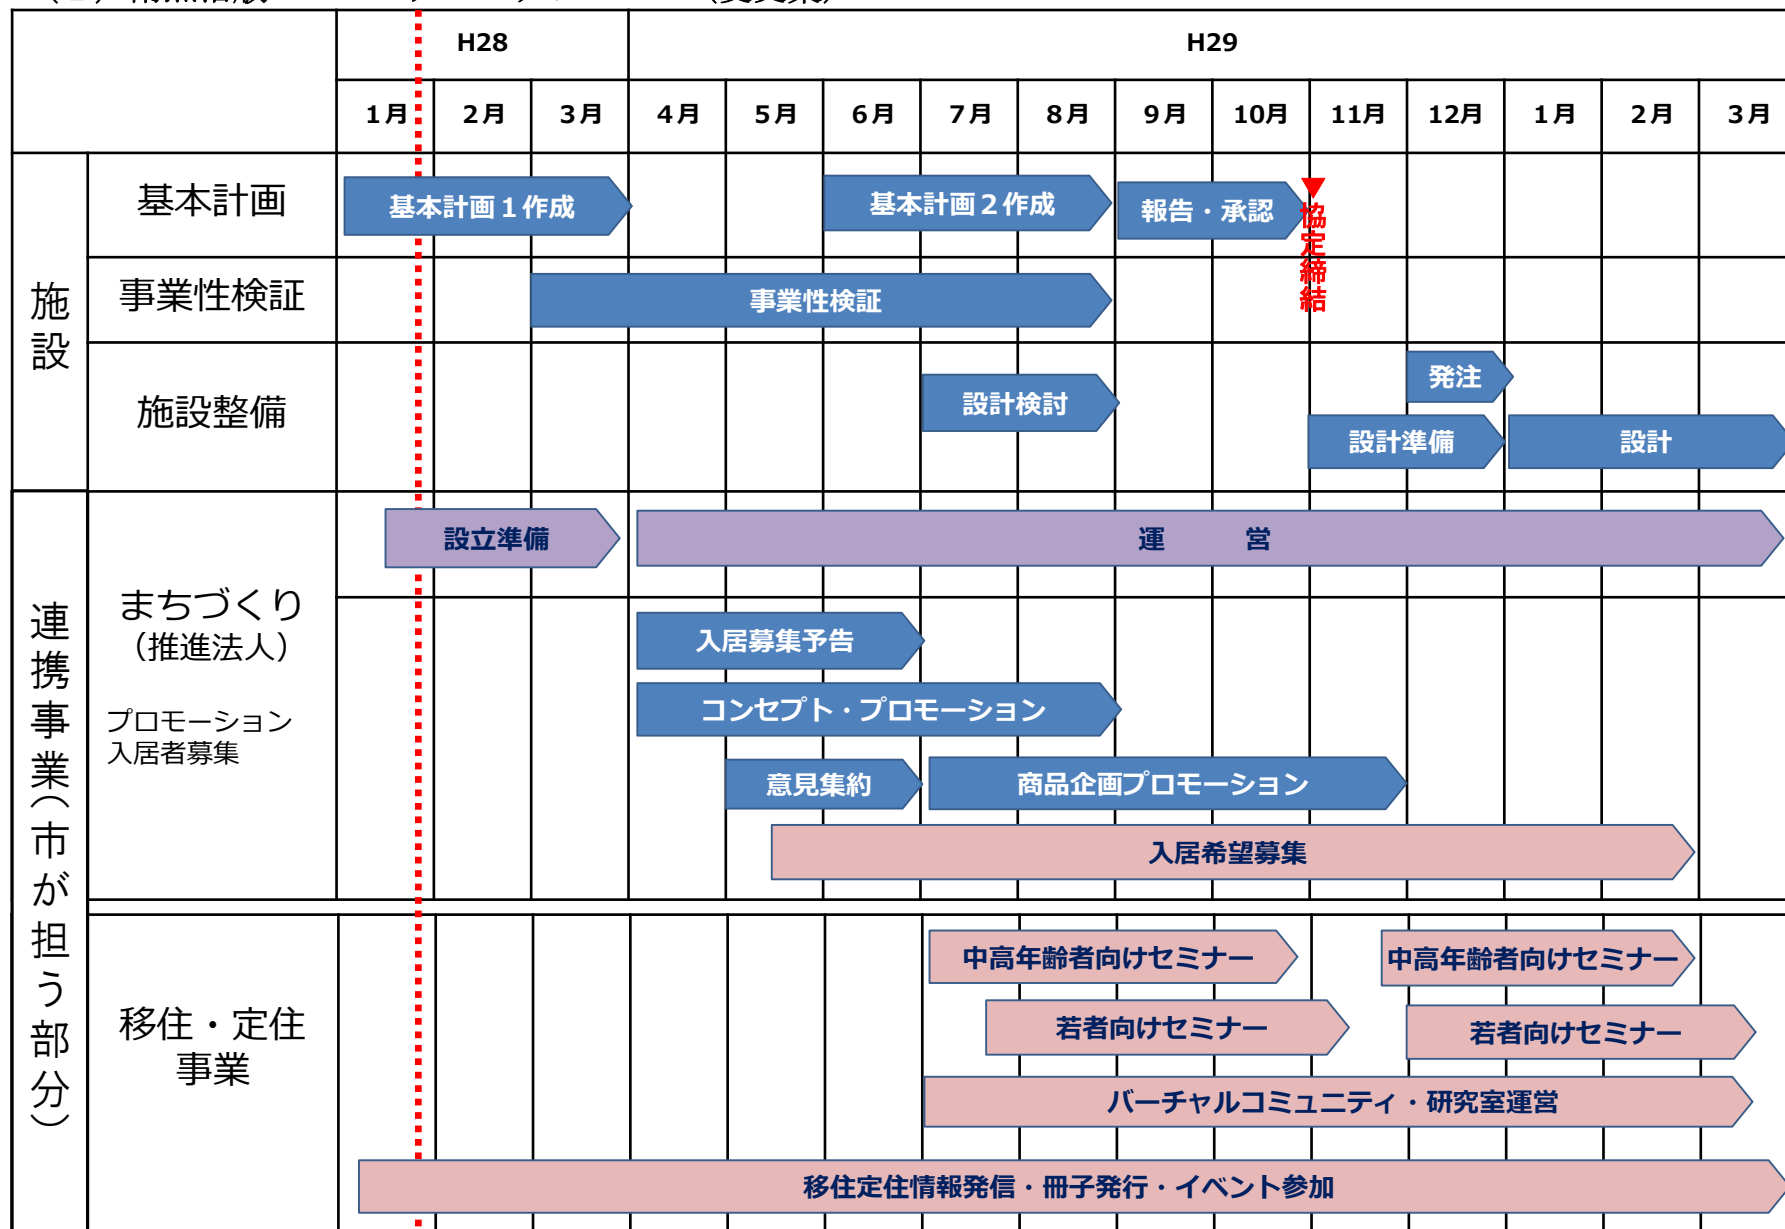 H28
H29
1月
2月
3月
4月
5月
6月
7月
8月
9月
10月
11月
12月
1月
2月
3月
施設
基本計画
基本計画１作成
基本計画２作成
報告・承認
協定締結
事業性検証
事業性検証
施設整備
設計検討
発注
設計準備
設計
連携事業（市が担う部分）
まちづくり
（推進法人）
プロモーション
入居者募集
設立準備
運　　営
入居募集予告
コンセプト・プロモーション
意見集約
商品企画プロモーション
入居希望募集
移住・定住
事業
中高年齢者向けセミナー
中高年齢者向けセミナー
若者向けセミナー
若者向けセミナー
バーチャルコミュニティ・研究室運営
移住定住情報発信・冊子発行・イベント参加